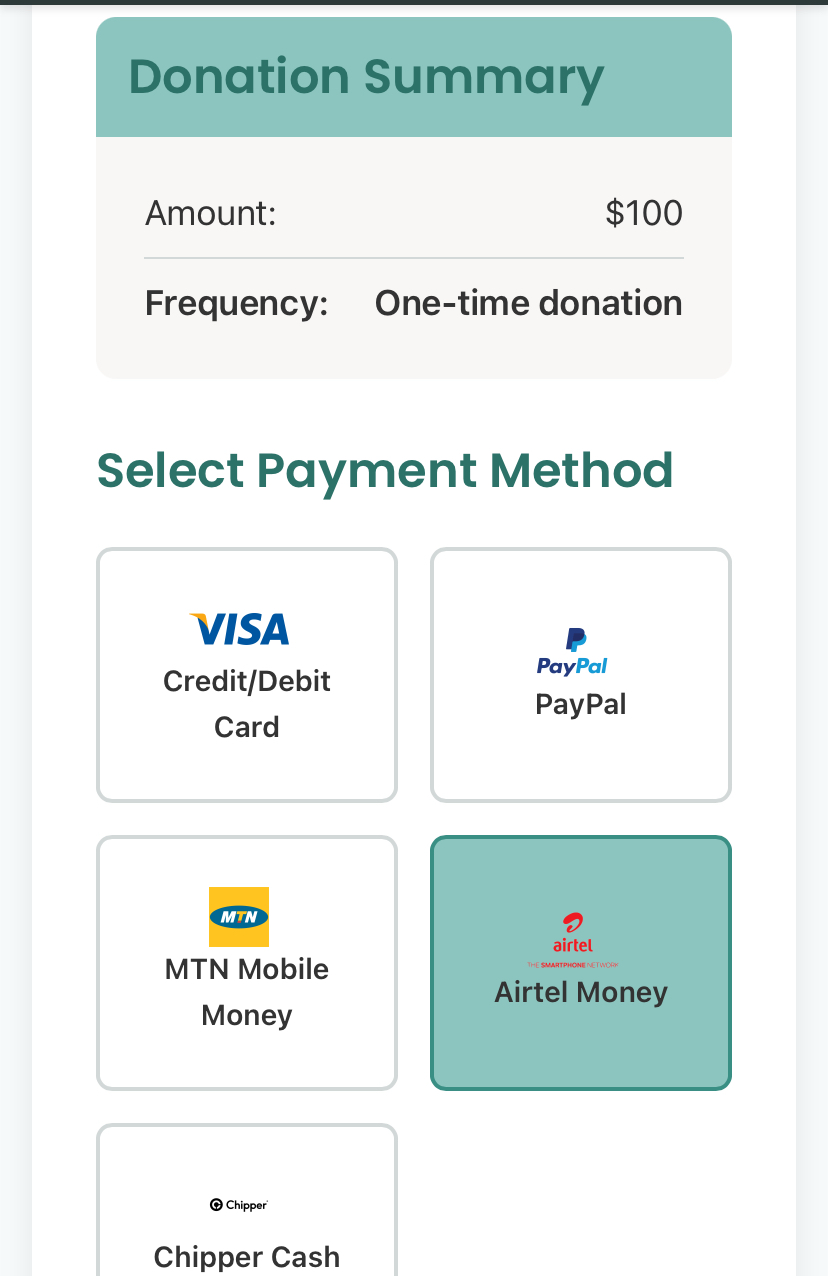 Donation Summary
Amount: $100
Frequency: One-time donation
Select Payment Method
VISA
Credit/Debit
Card
PayPal
PayPal
MTN
MTN Mobile
Money
airtel
THE SMARTPHONE NETWORK
Airtel Money
Chipper
Chipper Cash